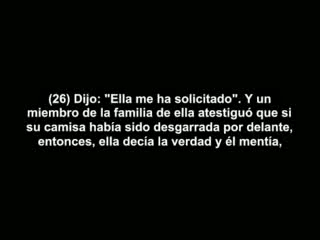 (26) Dijo: "Ella me ha solicitado". Y un
miembro de la familia de ella atestiguó que si
su camisa había sido desgarrada por delante,
entonces, ella decía la verdad y él mentía,